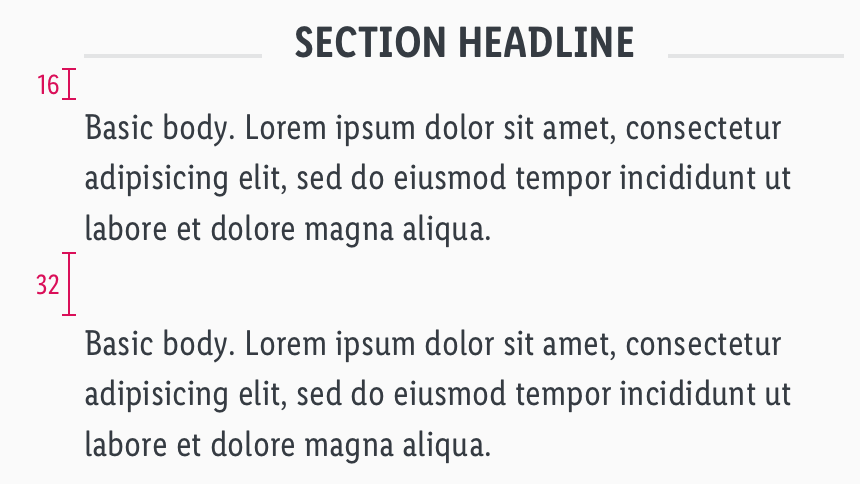 SECTION HEADLINE
16
Basic body. Lorem ipsum dolor sit amet, consectetur
adipisicing elit, sed do eiusmod tempor incididunt ut
labore et dolore magna aliqua.
32
Basic body. Lorem ipsum dolor sit amet, consectetur
adipisicing elit, sed do eiusmod tempor incididunt ut
labore et dolore magna aliqua.